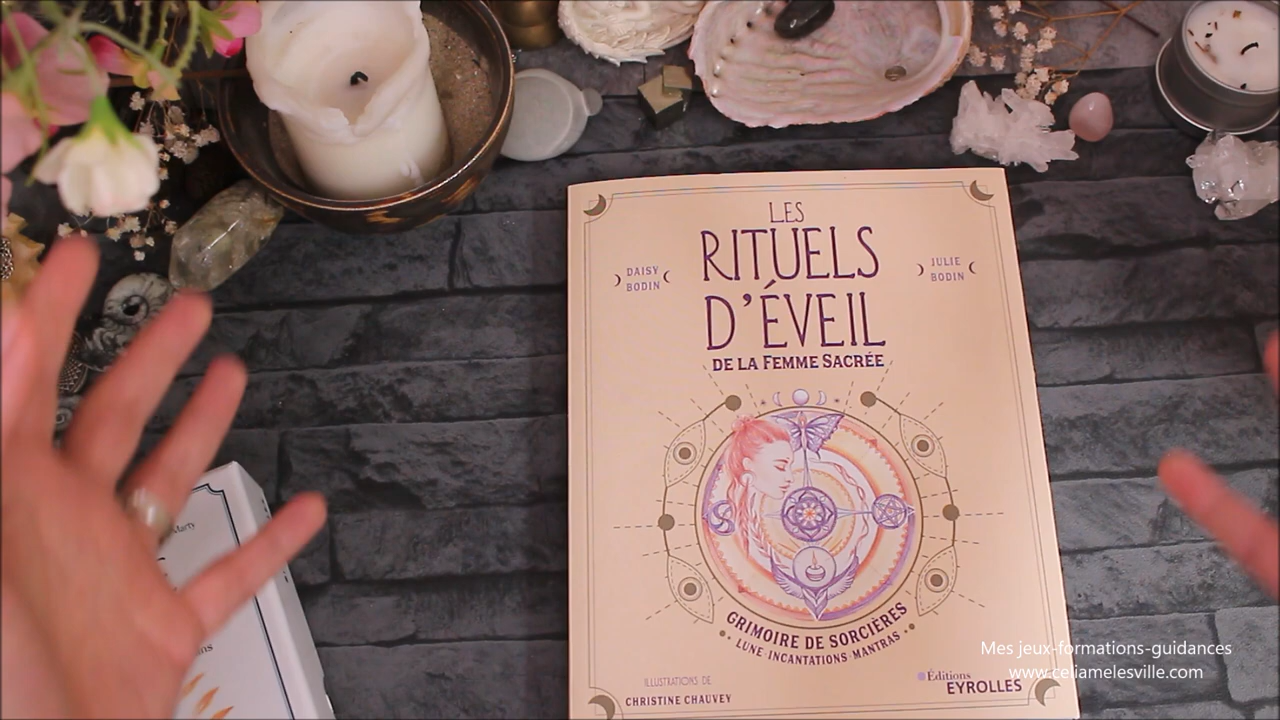 LES
RITUELS
D'ÉVEIL
DE LA FEMME SACRÉE
DAISY
BODIN
JULIE
BODIN
GRIMOIRE DE SORCIÈRES
LUNE · INCANTATIONS · MANTRAS
ILLUSTRATIONS DE
CHRISTINE CHAUVEY
Éditions
EYROLLES
Marty
Mes jeux-formations-guidances
www.celiamelesville.com